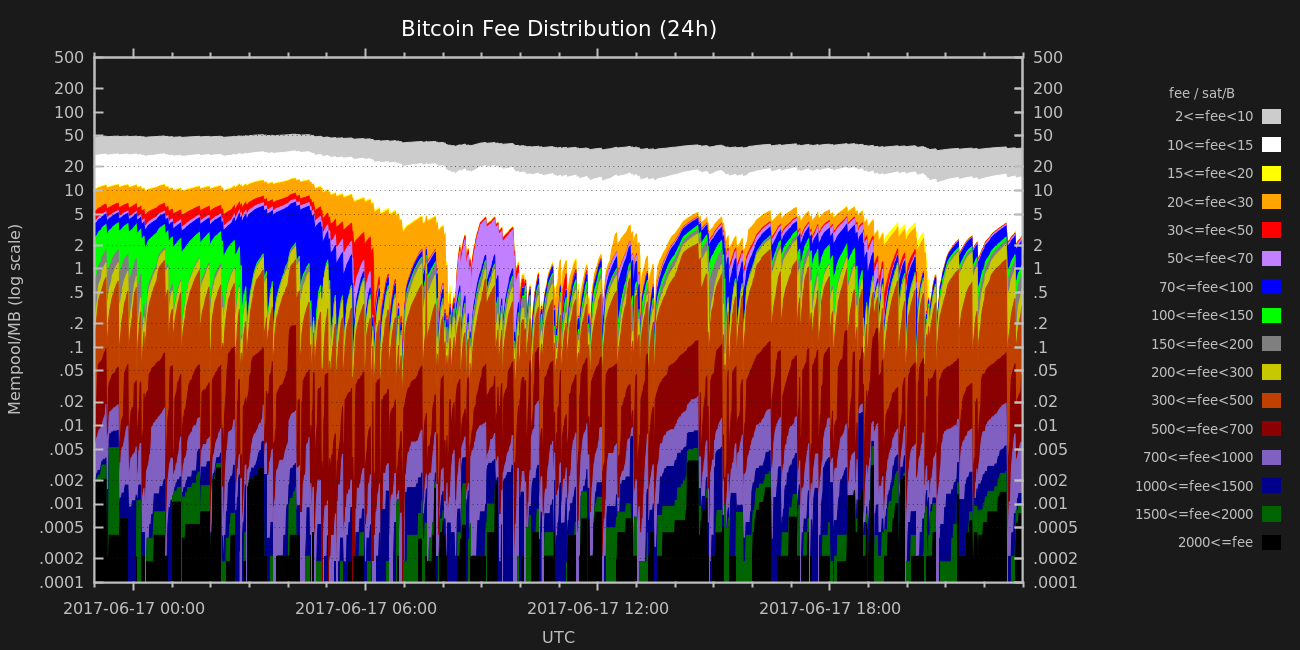 Bitcoin Fee Distribution (24h)
Mempool/MB (log scale)
500
200
100
50
20
10
5
2
1
.5
.2
.1
.05
.02
.01
.005
.002
.001
.0005
.0002
.0001
500
200
100
50
20
10
5
2
1
.5
.2
.1
.05
.02
.01
.005
.002
.001
.0005
.0002
.0001
2017-06-17 00:00
2017-06-17 06:00
2017-06-17 12:00
2017-06-17 18:00
UTC
fee / sat/B
2<=fee<10
10<=fee<15
15<=fee<20
20<=fee<30
30<=fee<50
50<=fee<70
70<=fee<100
100<=fee<150
150<=fee<200
200<=fee<300
300<=fee<500
500<=fee<700
700<=fee<1000
1000<=fee<1500
1500<=fee<2000
2000<=fee